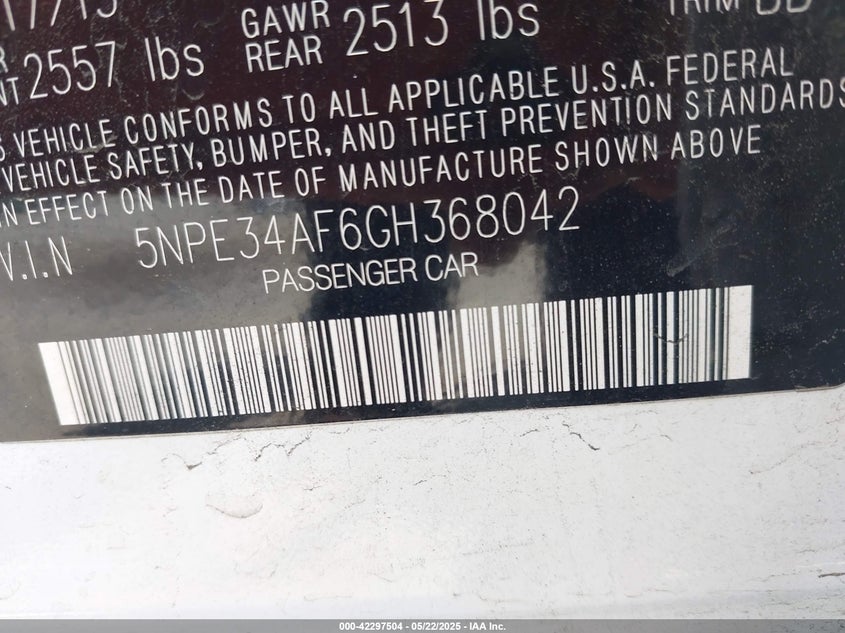 GAWR
REAR 2513 lbs
2557 lbs
VEHICLE CONFORMS TO ALL APPLICABLE U.S.A. FEDERAL
VEHICLE SAFETY, BUMPER, AND THEFT PREVENTION STANDARDS
IN EFFECT ON THE DATE OF MANUFACTURE SHOWN ABOVE
V.I.N 5NPE34AF6GH368042
PASSENGER CAR
000-42297504 - 05/22/2025 - IAA Inc.